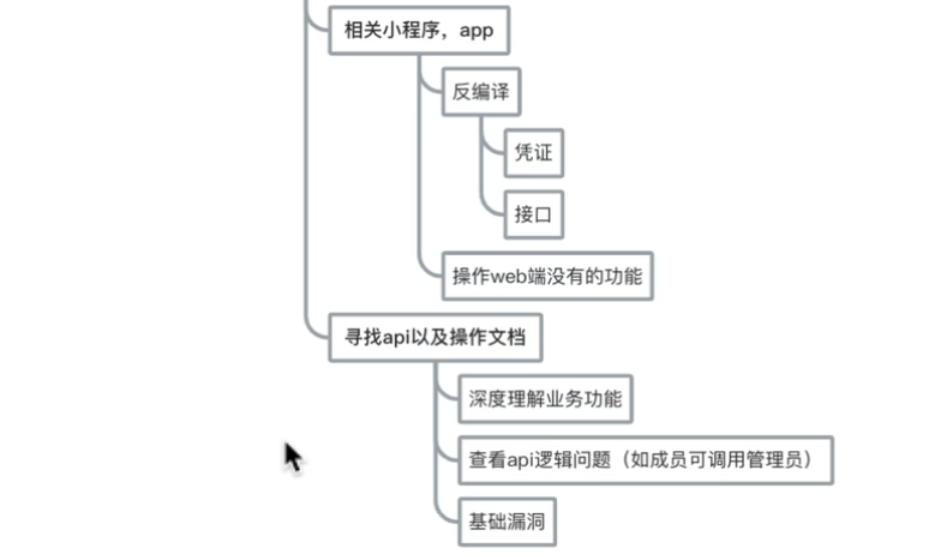 相关小程序，app
反编译
凭证
接口
操作web端没有的功能
寻找api以及操作文档
深度理解业务功能
查看api逻辑问题（如成员可调用管理员）
基础漏洞